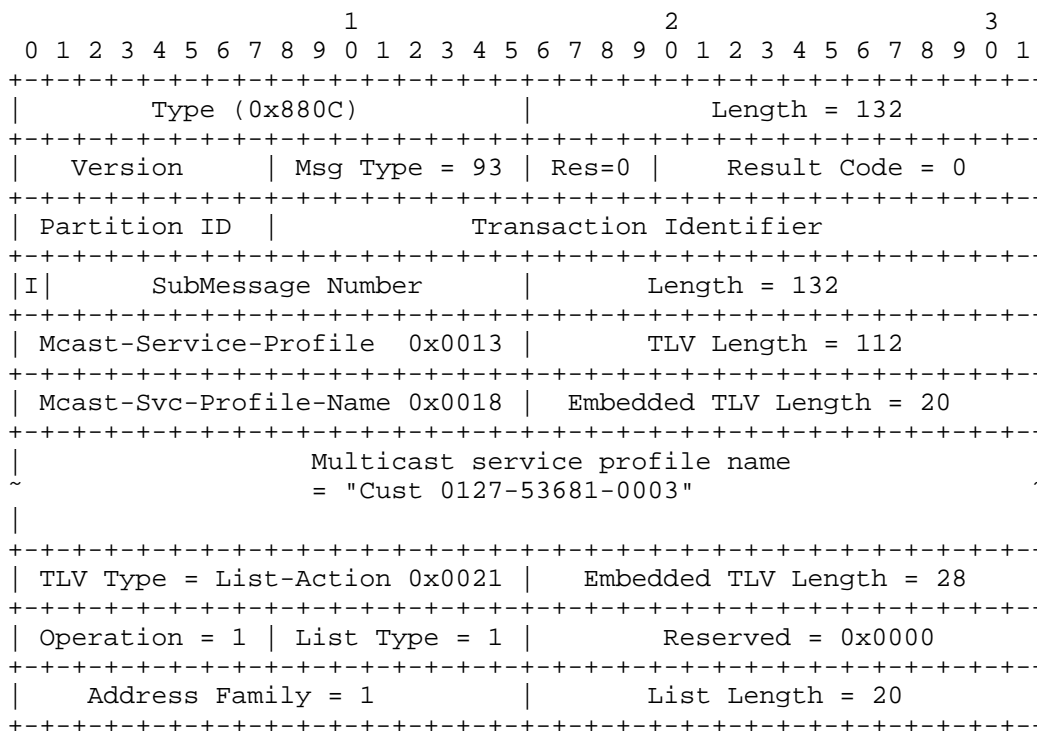 1                   2                   3
 0 1 2 3 4 5 6 7 8 9 0 1 2 3 4 5 6 7 8 9 0 1 2 3 4 5 6 7 8 9 0 1
+-+-+-+-+-+-+-+-+-+-+-+-+-+-+-+-+-+-+-+-+-+-+-+-+-+-+-+-+-+-+-+-
|        Type (0x880C)          |           Length = 132
+-+-+-+-+-+-+-+-+-+-+-+-+-+-+-+-+-+-+-+-+-+-+-+-+-+-+-+-+-+-+-+-
|   Version     | Msg Type = 93 | Res=0 |    Result Code = 0
+-+-+-+-+-+-+-+-+-+-+-+-+-+-+-+-+-+-+-+-+-+-+-+-+-+-+-+-+-+-+-+-
| Partition ID  |            Transaction Identifier
+-+-+-+-+-+-+-+-+-+-+-+-+-+-+-+-+-+-+-+-+-+-+-+-+-+-+-+-+-+-+-+-
|I|      SubMessage Number      |       Length = 132
+-+-+-+-+-+-+-+-+-+-+-+-+-+-+-+-+-+-+-+-+-+-+-+-+-+-+-+-+-+-+-+-
| Mcast-Service-Profile  0x0013 |       TLV Length = 112
+-+-+-+-+-+-+-+-+-+-+-+-+-+-+-+-+-+-+-+-+-+-+-+-+-+-+-+-+-+-+-+-
| Mcast-Svc-Profile-Name 0x0018 |  Embedded TLV Length = 20
+-+-+-+-+-+-+-+-+-+-+-+-+-+-+-+-+-+-+-+-+-+-+-+-+-+-+-+-+-+-+-+-
|                  Multicast service profile name
~                  = "Cust 0127-53681-0003"                     ~
|
+-+-+-+-+-+-+-+-+-+-+-+-+-+-+-+-+-+-+-+-+-+-+-+-+-+-+-+-+-+-+-+-
| TLV Type = List-Action 0x0021 |   Embedded TLV Length = 28
+-+-+-+-+-+-+-+-+-+-+-+-+-+-+-+-+-+-+-+-+-+-+-+-+-+-+-+-+-+-+-+-
| Operation = 1 | List Type = 1 |        Reserved = 0x0000
+-+-+-+-+-+-+-+-+-+-+-+-+-+-+-+-+-+-+-+-+-+-+-+-+-+-+-+-+-+-+-+-
|    Address Family = 1         |       List Length = 20
+-+-+-+-+-+-+-+-+-+-+-+-+-+-+-+-+-+-+-+-+-+-+-+-+-+-+-+-+-+-+-+-